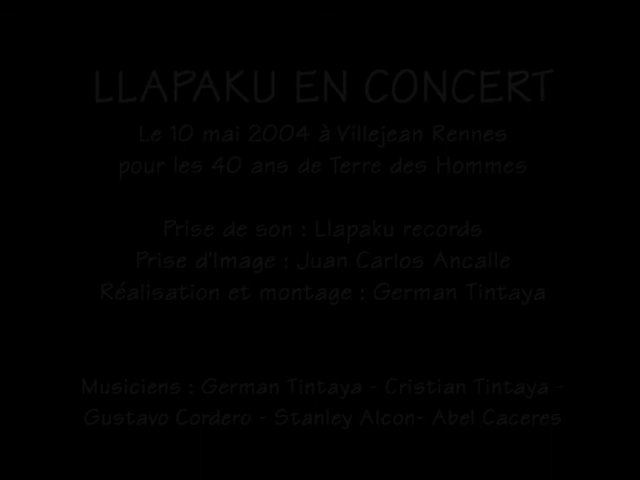 LLAPAKU EN CONCERT
Le 10 mai 2004 à Villejean Rennes
pour les 40 ans de Terre des Hommes
Prise de son : Llapaku records
Prise d'Image : Juan Carlos Ancalle
Réalisation et montage : German Tintaya
Musiciens : German Tintaya - Cristian Tintaya -
Gustavo Cordero - Stanley Alcon- Abel Caceres